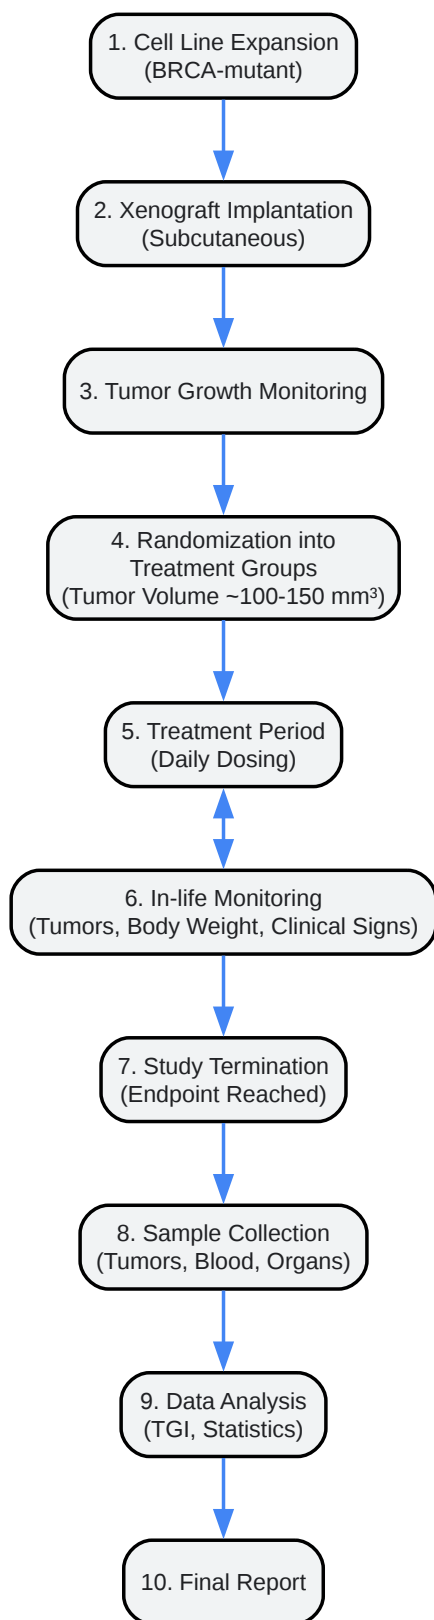 1. Cell Line Expansion
(BRCA-mutant)
2. Xenograft Implantation
(Subcutaneous)
3. Tumor Growth Monitoring
4. Randomization into
Treatment Groups
(Tumor Volume ~100-150 mm³)
5. Treatment Period
(Daily Dosing)
6. In-life Monitoring
(Tumors, Body Weight, Clinical Signs)
7. Study Termination
(Endpoint Reached)
8. Sample Collection
(Tumors, Blood, Organs)
9. Data Analysis
(TGI, Statistics)
10. Final Report